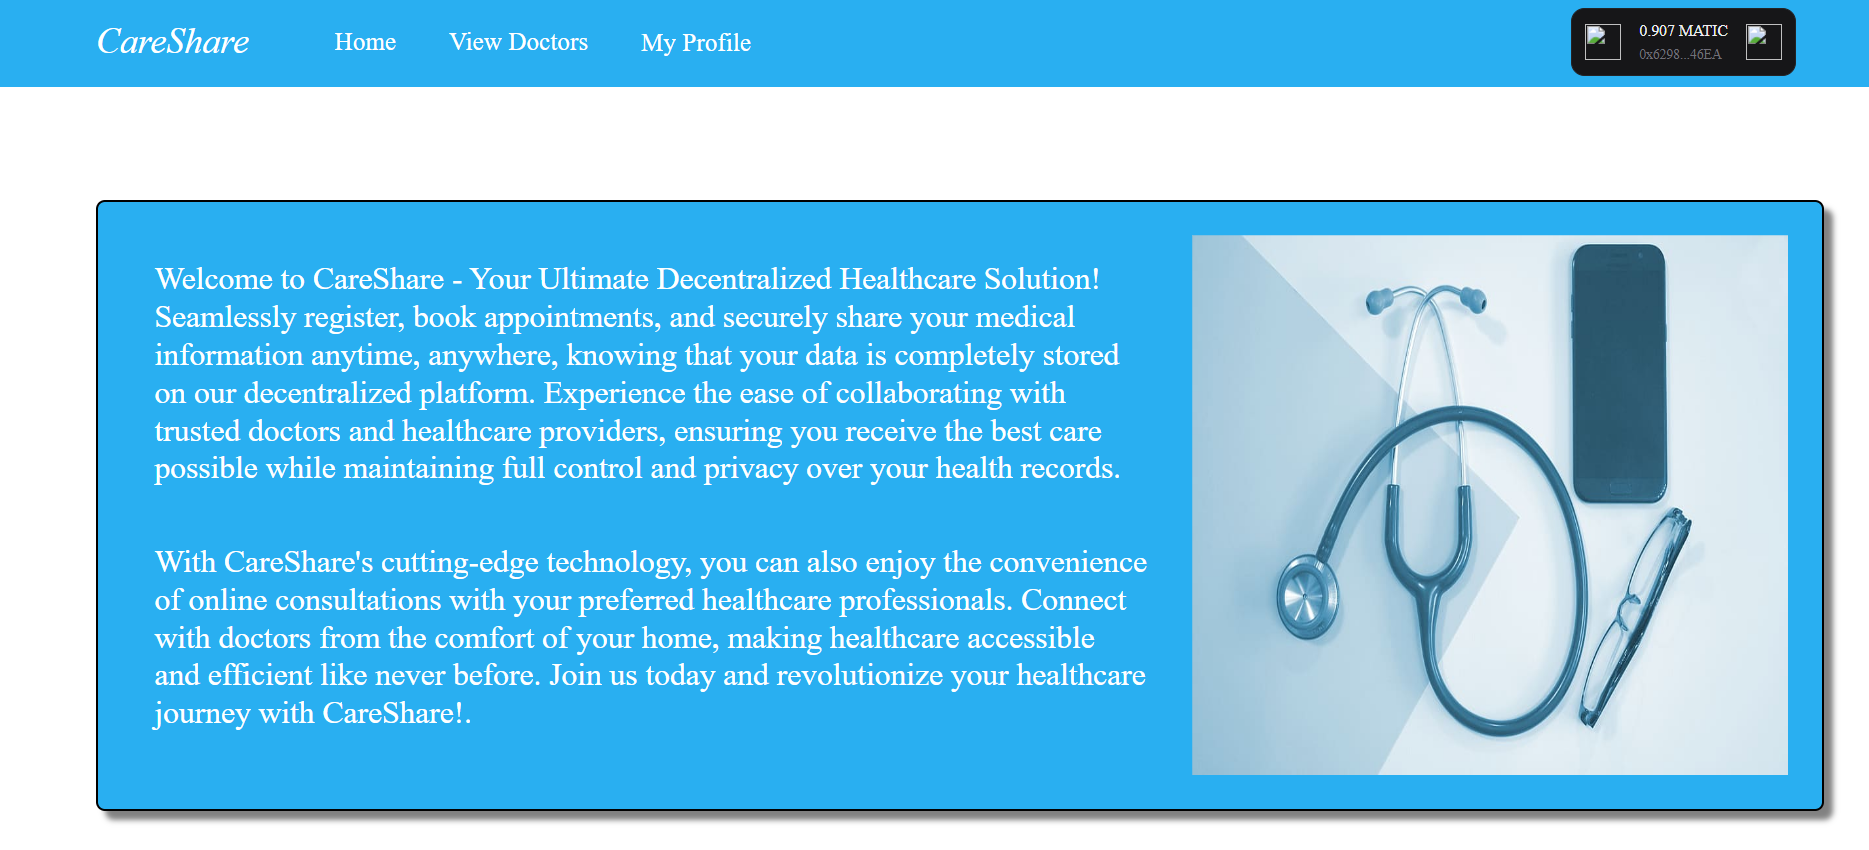 CareShare
Home
View Doctors
My Profile
0.907 MATIC
0x6298...46EA
Welcome to CareShare - Your Ultimate Decentralized Healthcare Solution!
Seamlessly register, book appointments, and securely share your medical
information anytime, anywhere, knowing that your data is completely stored
on our decentralized platform. Experience the ease of collaborating with
trusted doctors and healthcare providers, ensuring you receive the best care
possible while maintaining full control and privacy over your health records.
With CareShare's cutting-edge technology, you can also enjoy the convenience
of online consultations with your preferred healthcare professionals. Connect
with doctors from the comfort of your home, making healthcare accessible
and efficient like never before. Join us today and revolutionize your healthcare
journey with CareShare!.